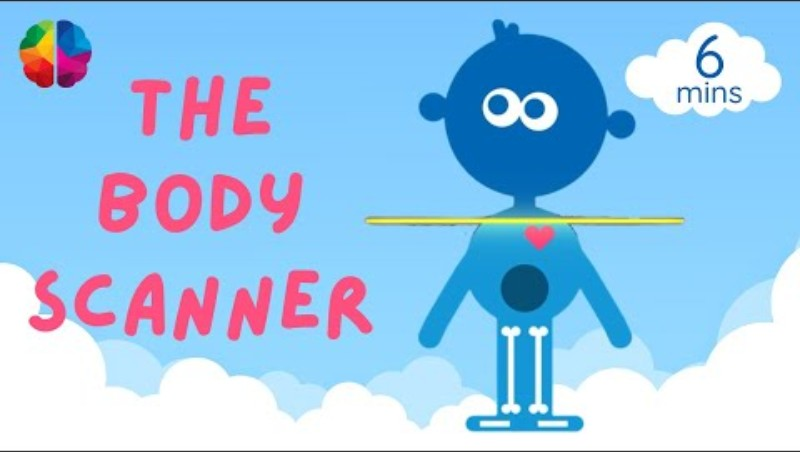 THE
BODY
SCANNER
6
mins